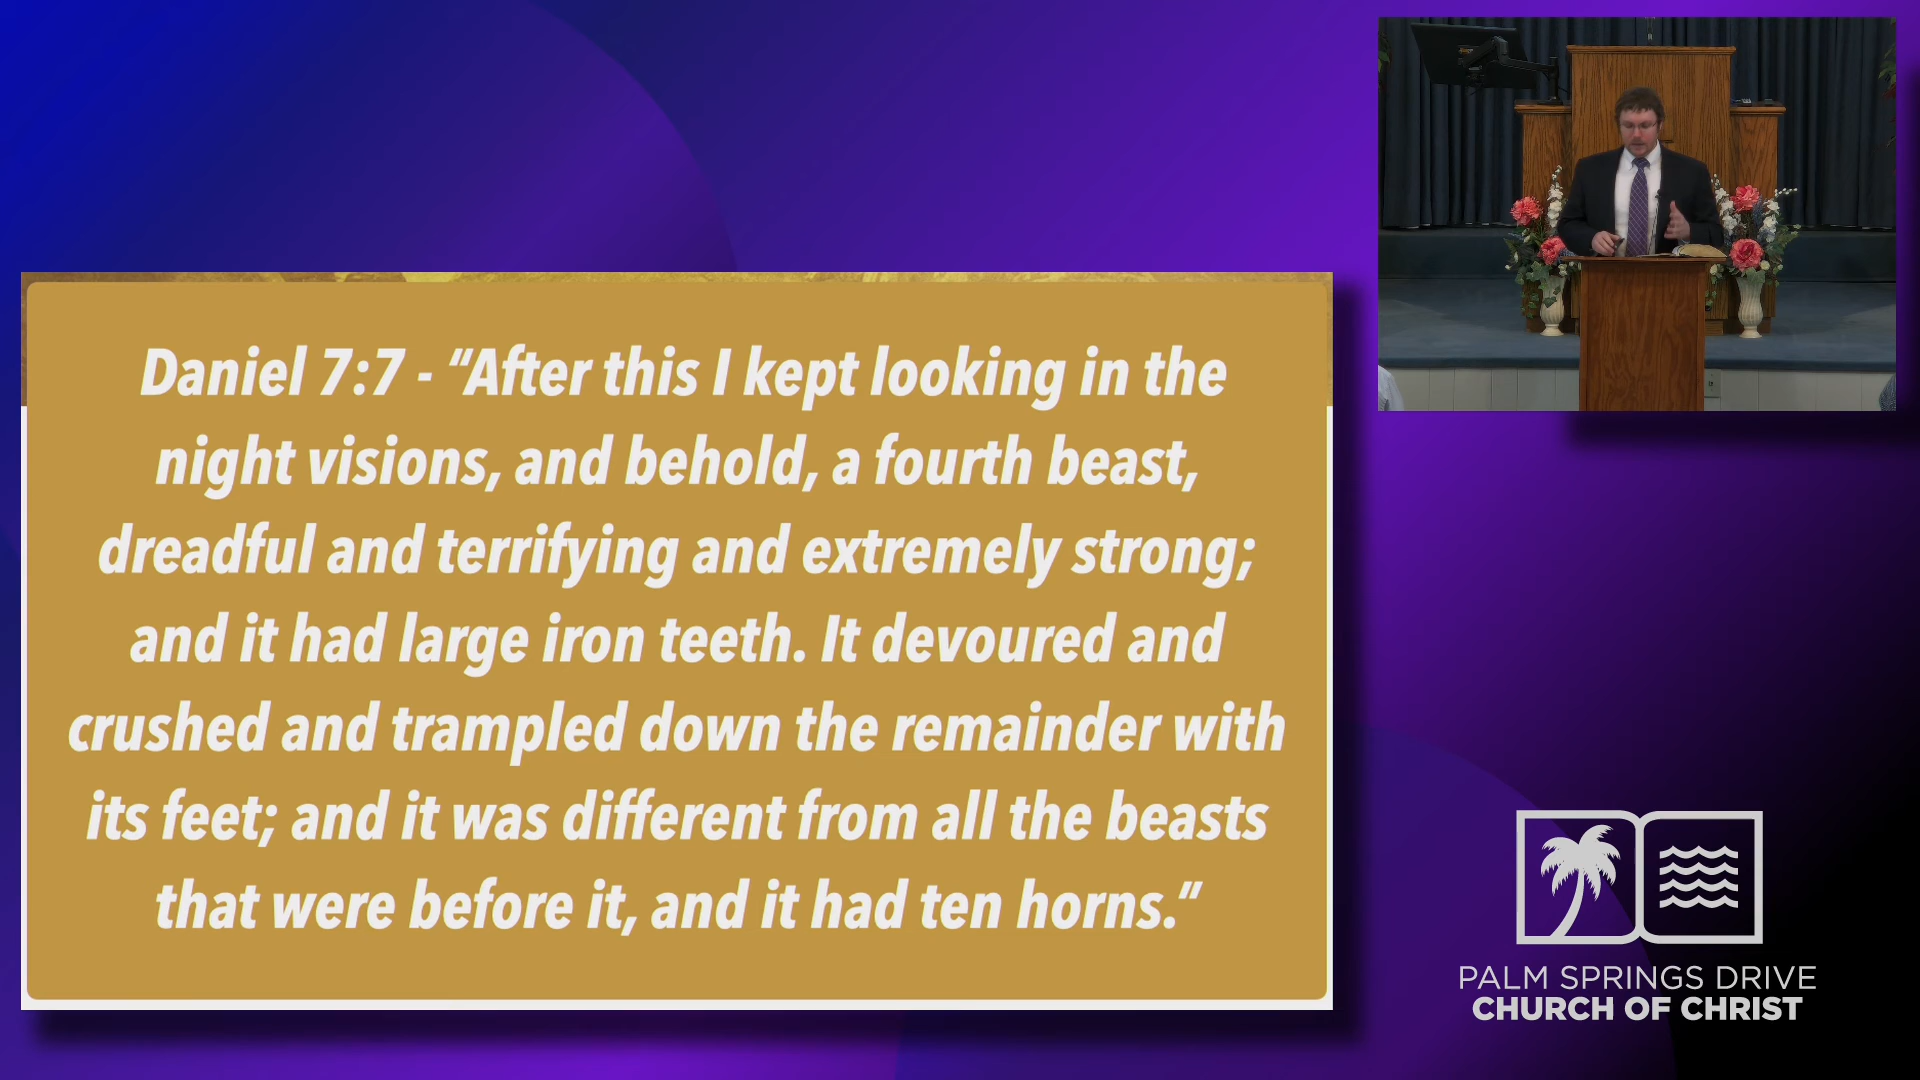 Daniel 7:7 - “After this I kept looking in the
night visions, and behold, a fourth beast,
dreadful and terrifying and extremely strong;
and it had large iron teeth. It devoured and
crushed and trampled down the remainder with
its feet; and it was different from all the beasts
that were before it, and it had ten horns.”
PALM SPRINGS DRIVE
CHURCH OF CHRIST